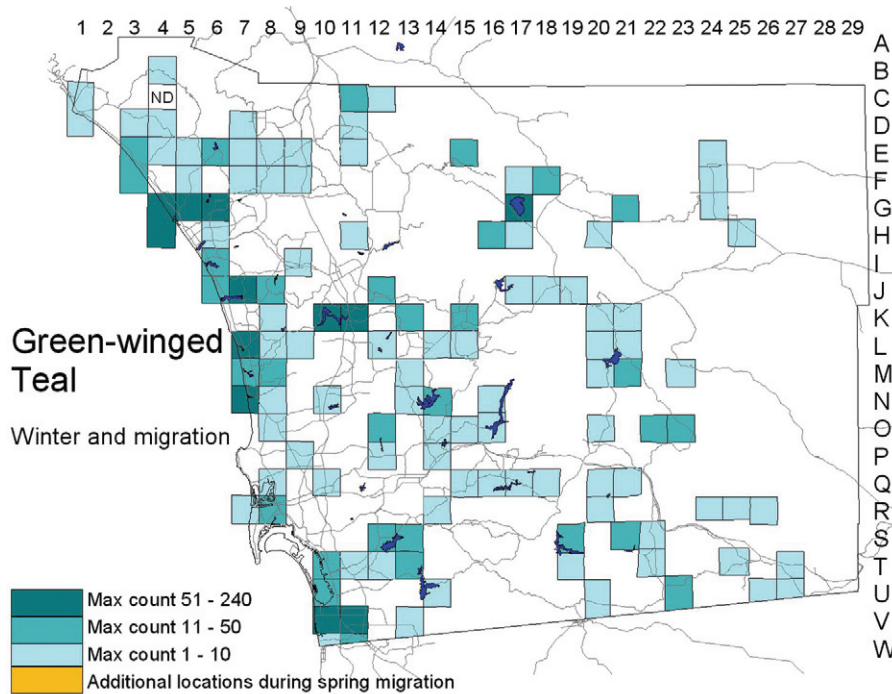 1 2 3 4 5 6 7 8 9 10 11 12 13 14 15 16 17 18 19 20 21 22 23 24 25 26 27 28 29
A
B
C
D
E
F
G
H
I
J
K
L
M
N
O
P
Q
R
S
T
U
V
W
ND
Green-winged
Teal
Winter and migration
Max count 51 - 240
Max count 11 - 50
Max count 1 - 10
Additional locations during spring migration